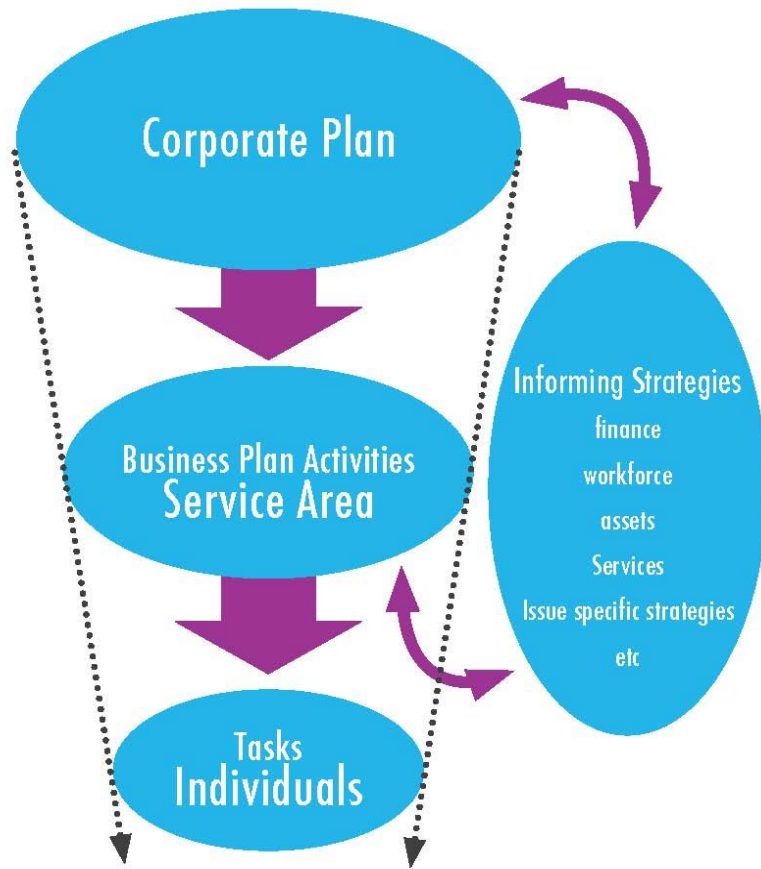 Corporate Plan
Informing Strategies
finance
workforce
assets
Services
Issue specific strategies
etc
Business Plan Activities
Service Area
Tasks
Individuals